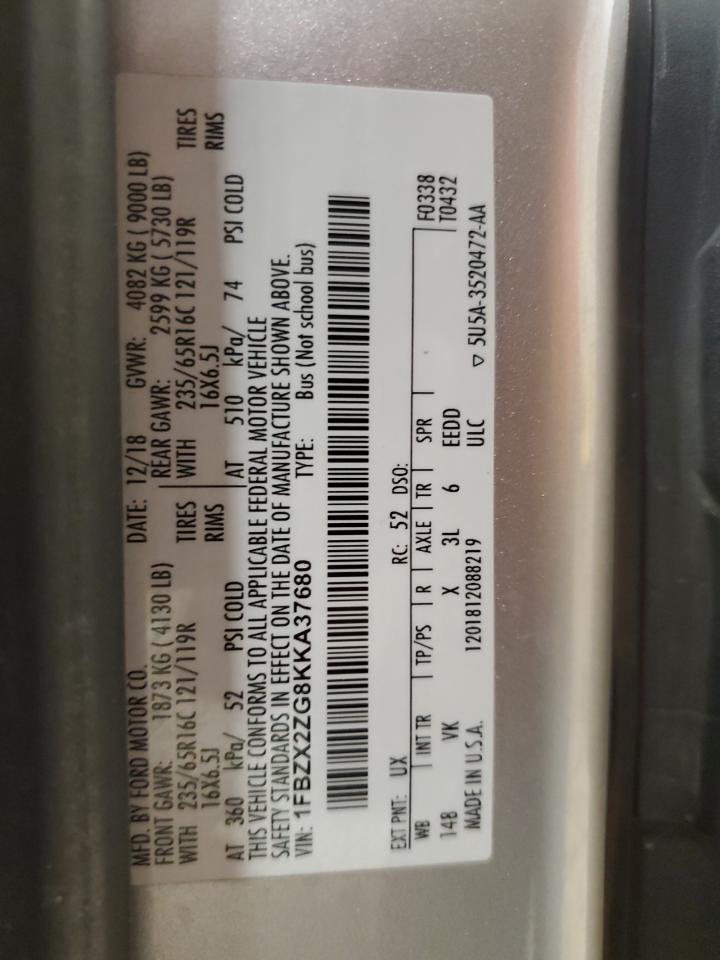 MFD. BY FORD MOTOR CO. DATE: 12/18 GVWR: 4082 KG ( 9000 LB)
FRONT GAWR: 1873 KG ( 4130 LB) REAR GAWR: 2599 KG ( 5730 LB)
WITH 235/65R16C 121/119R TIRES WITH 235/65R16C 121/119R TIRES
16X6.5J RIMS 16X6.5J RIMS
AT 360 kPa/ 52 PSI COLD AT 510 kPa/ 74 PSI COLD
THIS VEHICLE CONFORMS TO ALL APPLICABLE FEDERAL MOTOR VEHICLE
SAFETY STANDARDS IN EFFECT ON THE DATE OF MANUFACTURE SHOWN ABOVE.
VIN: 1FBZX2ZG8KKA37680 TYPE: Bus (Not school bus)
EXT PNT: UX RC: 52 DSO:
WB INT TR TP/PS R AXLE TR SPR F0338
148 VK X 3L 6 EEDD T0432
MADE IN U.S.A. 1201812088219 ULC ▽ 5U5A-3520472-AA